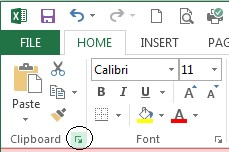 FILE HOME INSERT PAG
Calibri 11
Paste
B I U A A
A
Clipboard Font